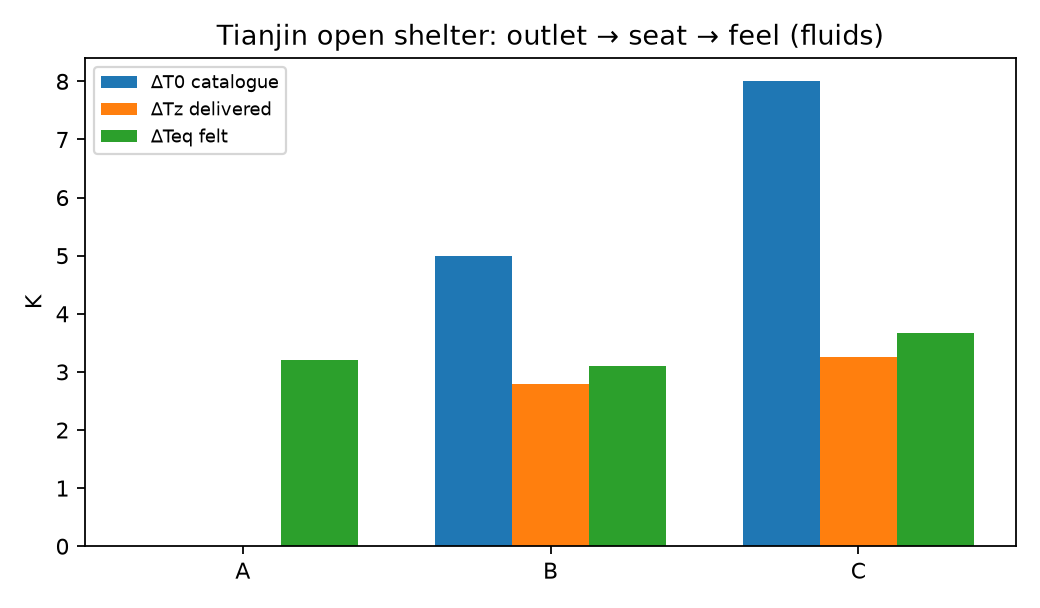 Tianjin open shelter: outlet → seat → feel (fluids)
ΔT0 catalogue
ΔTz delivered
ΔTeq felt
K
8
7
6
5
4
3
2
1
0
A
B
C